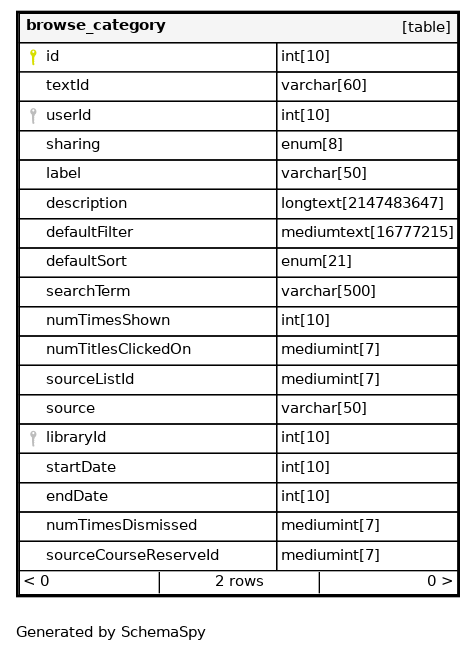 browse_category [table]
id int[10]
textId varchar[60]
userId int[10]
sharing enum[8]
label varchar[50]
description longtext[2147483647]
defaultFilter mediumtext[16777215]
defaultSort enum[21]
searchTerm varchar[500]
numTimesShown int[10]
numTitlesClickedOn mediumint[7]
sourceListId mediumint[7]
source varchar[50]
libraryId int[10]
startDate int[10]
endDate int[10]
numTimesDismissed mediumint[7]
sourceCourseReserveId mediumint[7]
< 0 2 rows 0 >
Generated by SchemaSpy